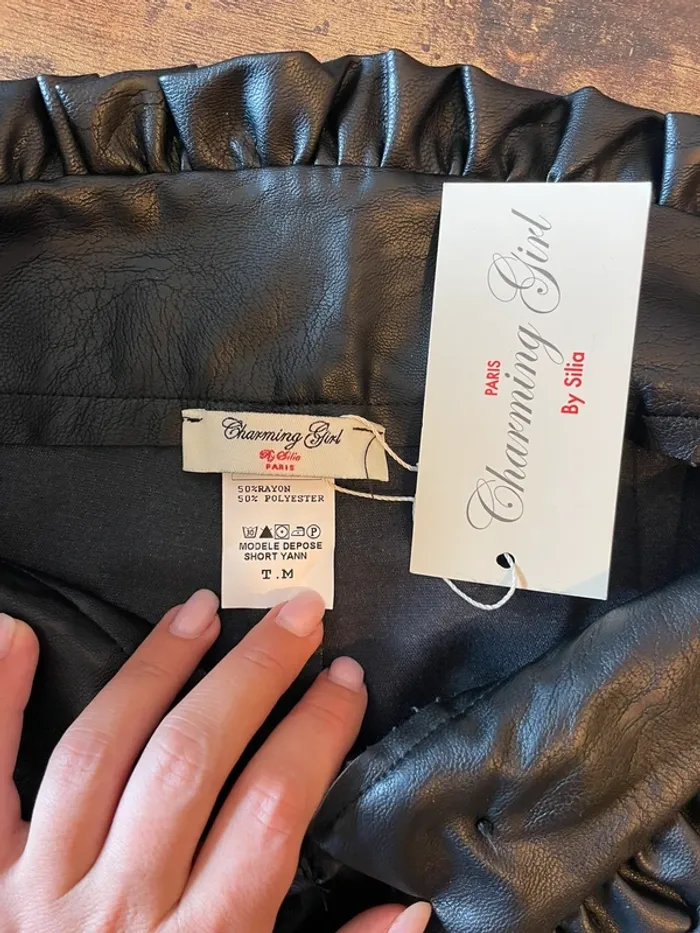 Charming Girl
By Silia
PARIS
50%RAYON
50% POLYESTER
MODELE DEPOSE
SHORT YANN
T.M
PARIS
Charming Girl
By Silia